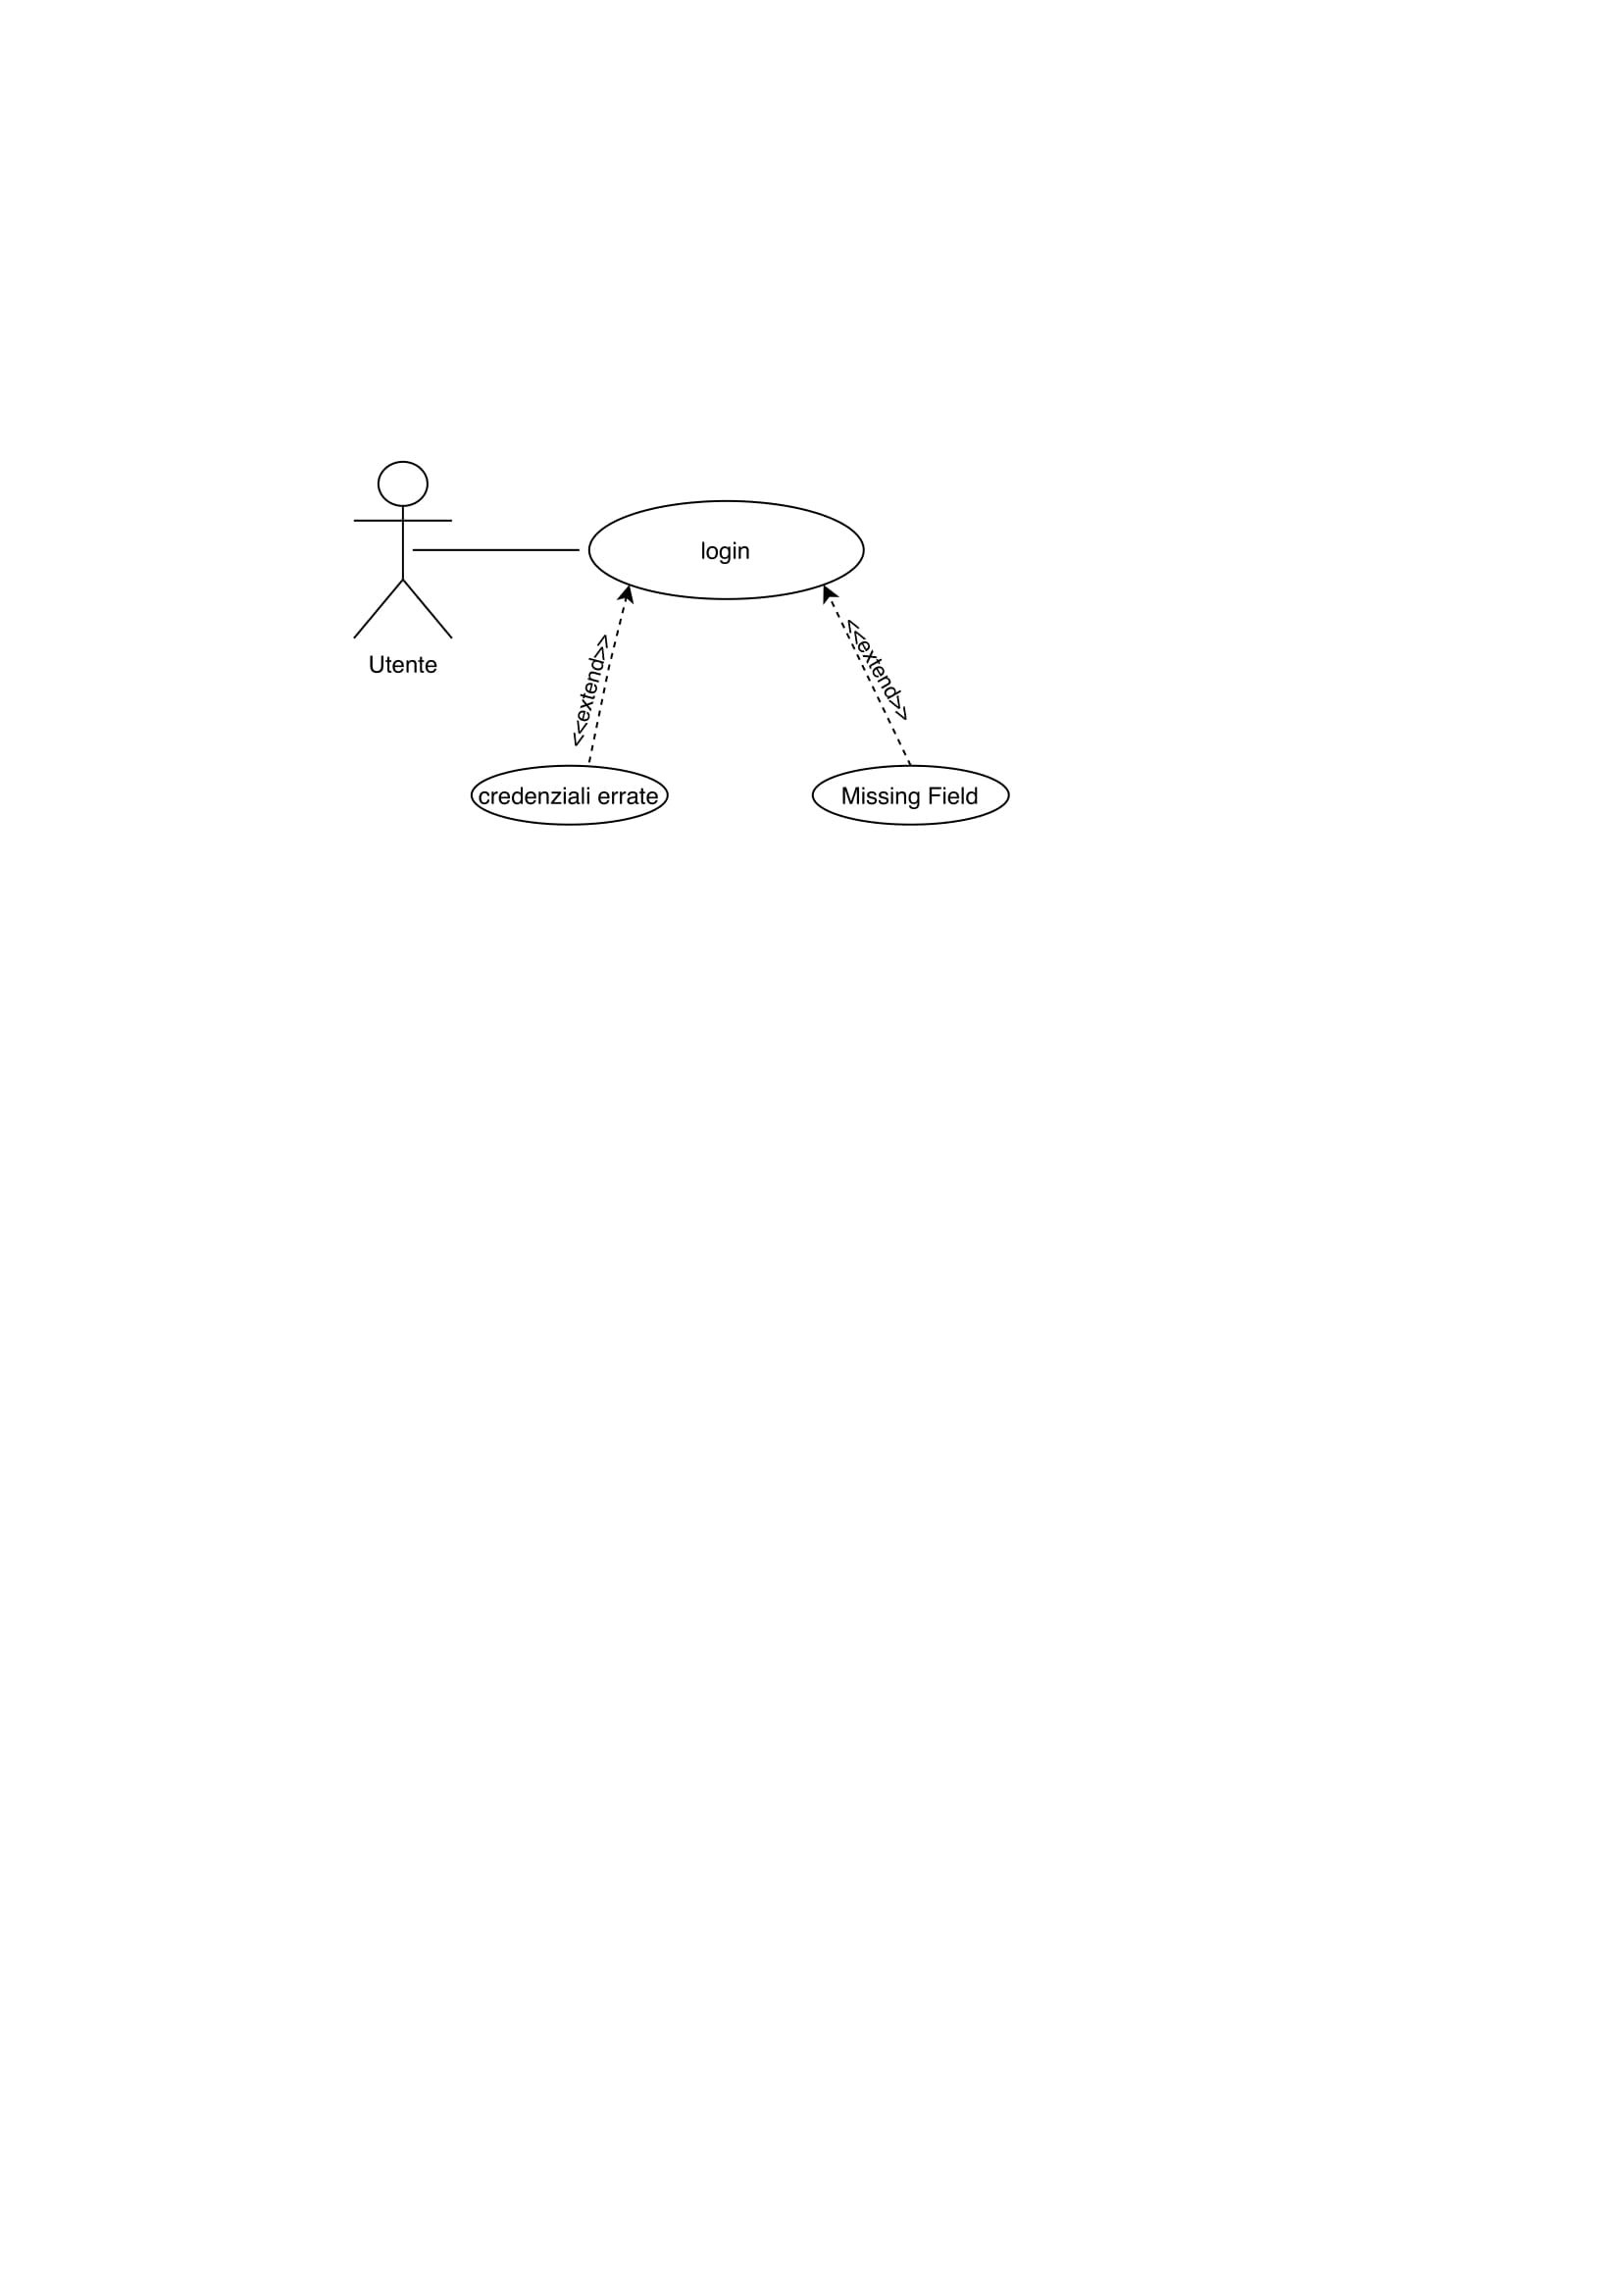 login
Utente
<<extend>>
<<extend>>
credenziali errate
Missing Field